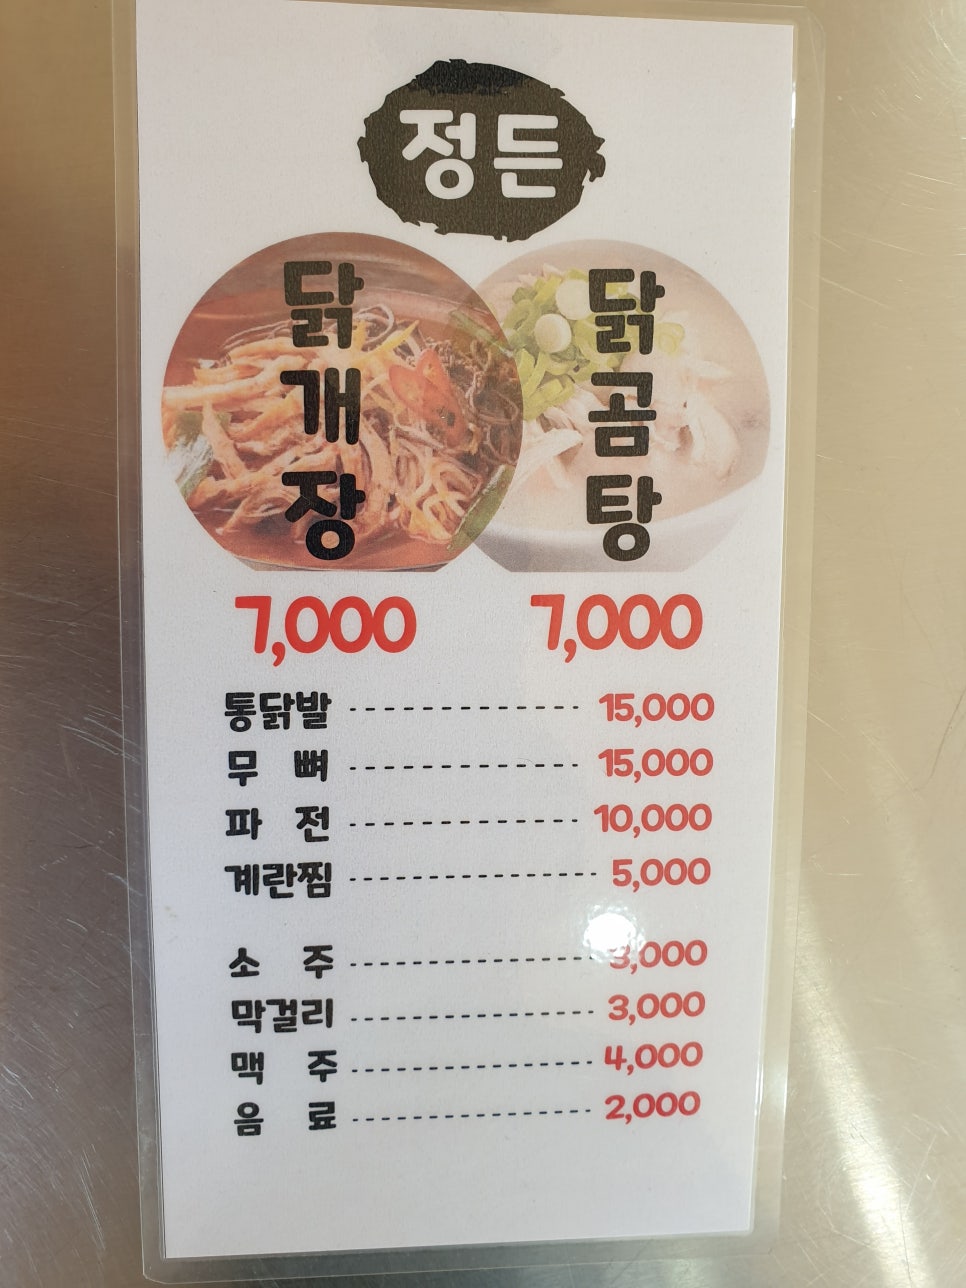 정든
닭개장
닭곰탕
7,000
7,000
통닭발 --------------- 15,000
무 뼈 --------------- 15,000
파 전 --------------- 10,000
계란찜 --------------- 5,000
소 주 --------------- 3,000
막걸리 --------------- 3,000
맥 주 --------------- 4,000
음 료 --------------- 2,000